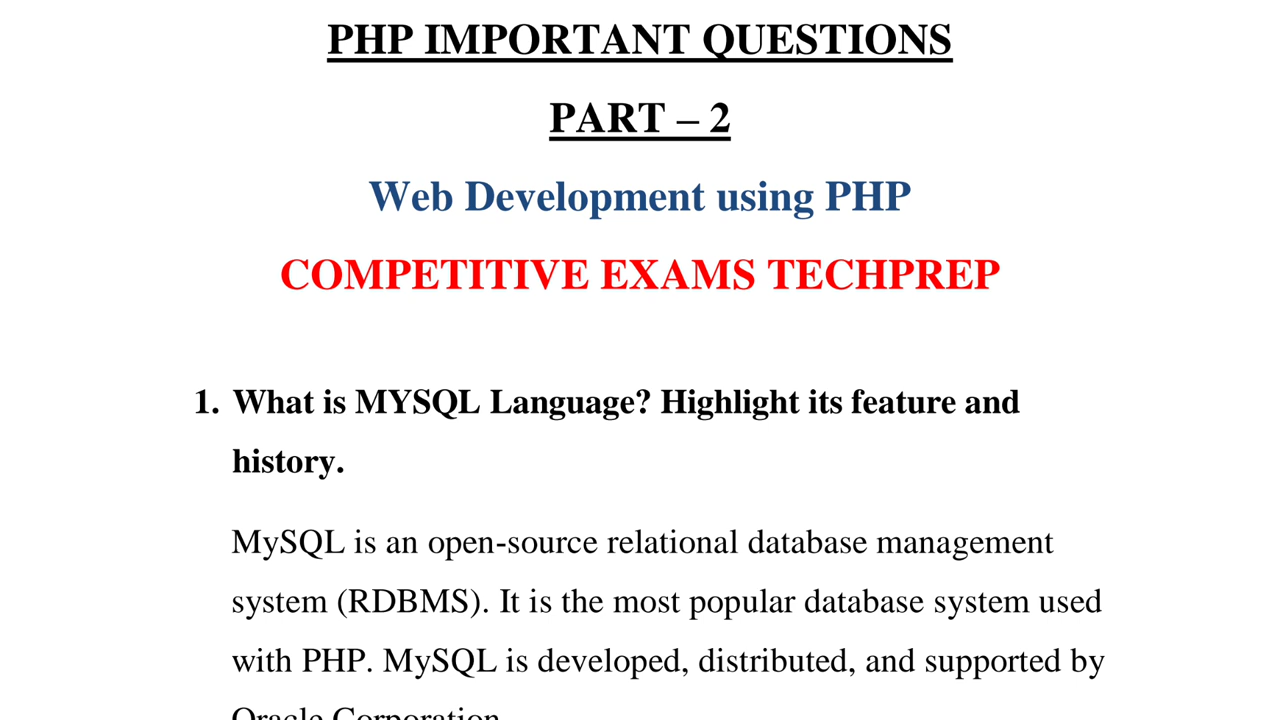 PHP IMPORTANT QUESTIONS
PART – 2
Web Development using PHP
COMPETITIVE EXAMS TECHPREP
1. What is MYSQL Language? Highlight its feature and
history.
MySQL is an open-source relational database management
system (RDBMS). It is the most popular database system used
with PHP. MySQL is developed, distributed, and supported by
Oracle Corporation.